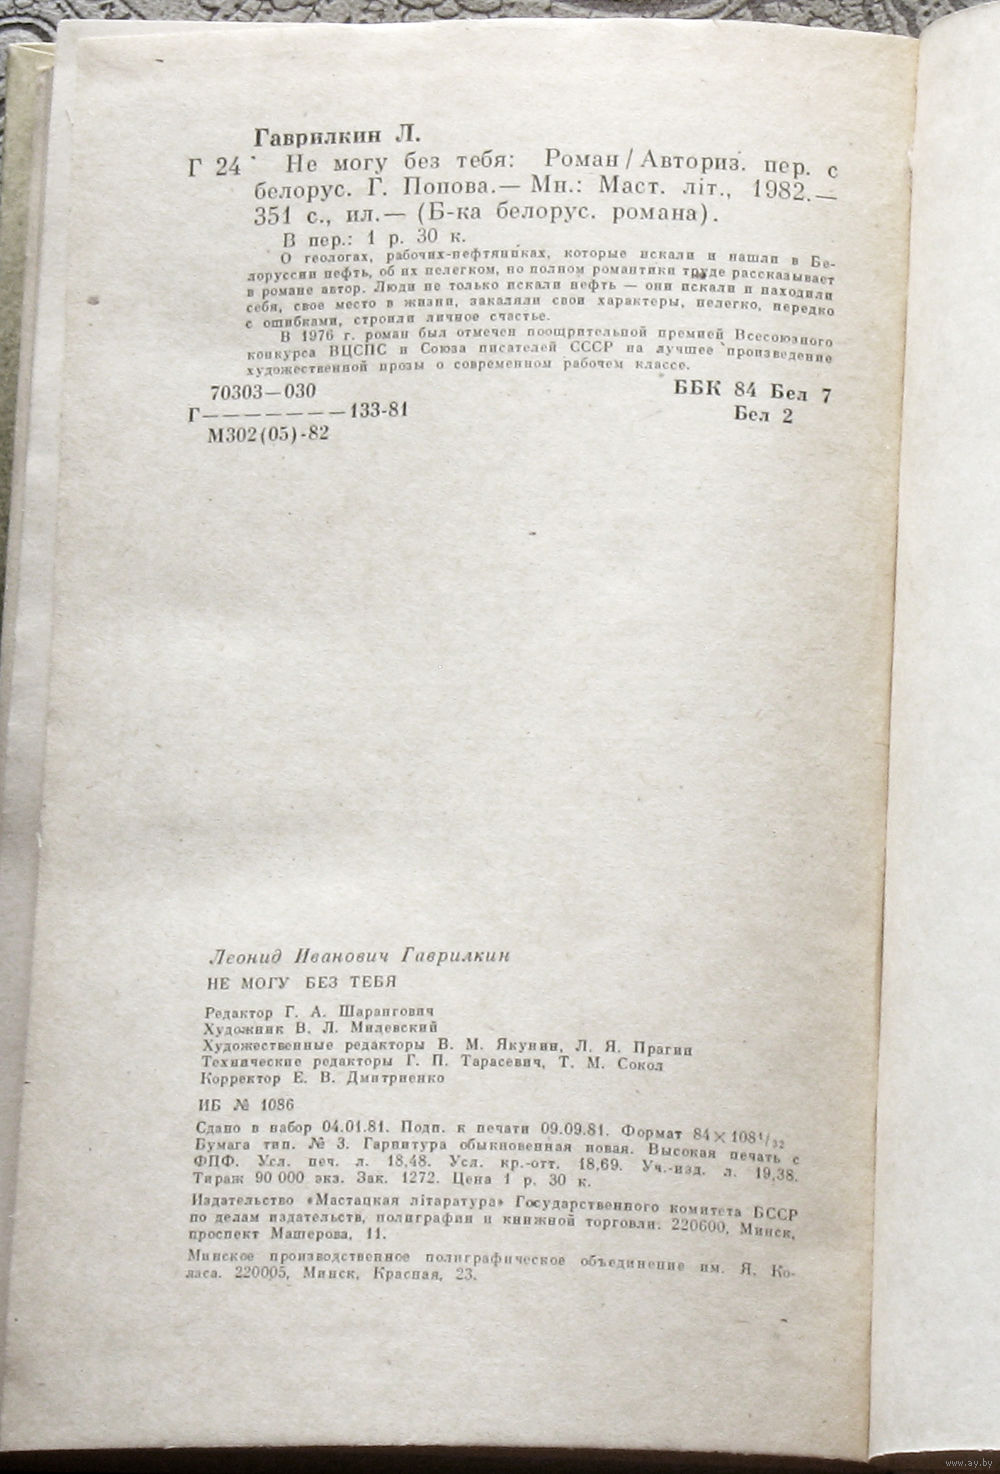 Гаврилкин Л.
Г 24 Не могу без тебя: Роман / Авториз. пер. с
белорус. Г. Попова.— Мн.: Маст. літ., 1982.—
351 с., ил.— (Б-ка белорус. романа).
В пер.: 1 р. 30 к.
О геологах, рабочих-нефтяниках, которые искали и нашли в Бе-
лоруссии нефть, об их нелегком, но полном романтики труде рассказывает
в романе автор. Люди не только искали нефть — они искали и находили
себя, свое место в жизни, закаляли свои характеры, нелегко, нередко
с ошибками, строили личное счастье.
В 1976 г. роман был отмечен поощрительной премией Всесоюзного
конкурса ВЦСПС и Союза писателей СССР на лучшее произведение
художественной прозы о современном рабочем классе.
70303—030
Г———————133-81
М302(05)-82
ББК 84 Бел 7
Бел 2
Леонид Иванович Гаврилкин
НЕ МОГУ БЕЗ ТЕБЯ
Редактор Г. А. Шарангович
Художник В. Л. Милевский
Художественные редакторы В. М. Якунин, Л. Я. Прагин
Технические редакторы Г. П. Тарасевич, Т. М. Сокол
Корректор Е. В. Дмитриенко
ИБ № 1086
Сдано в набор 04.01.81. Подп. к печати 09.09.81. Формат 84×108 1/32
Бумага тип. № 3. Гарнитура обыкновенная новая. Высокая печать с
ФПФ. Усл. печ. л. 18,48. Усл. кр.-отт. 18,69. Уч.-изд. л. 19,38.
Тираж 90 000 экз. Зак. 1272. Цена 1 р. 30 к.
Издательство «Мастацкая літаратура» Государственного комитета БССР
по делам издательств, полиграфии и книжной торговли. 220600, Минск,
проспект Машерова, 11.
Минское производственное полиграфическое объединение им. Я. Ко-
ласа. 220005, Минск, Красная, 23.
www.ay.by